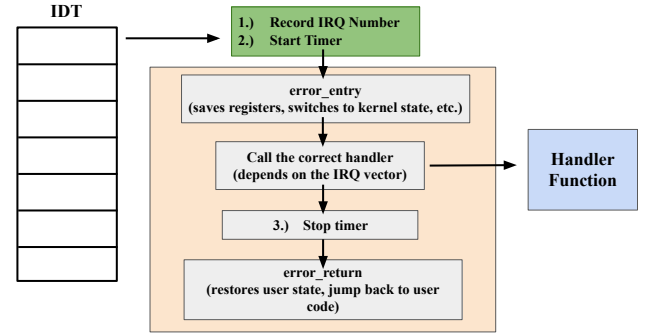 IDT
1.) Record IRQ Number
2.) Start Timer
error_entry
(saves registers, switches to kernel state, etc.)
Call the correct handler
(depends on the IRQ vector)
Handler
Function
3.) Stop timer
error_return
(restores user state, jump back to user
code)